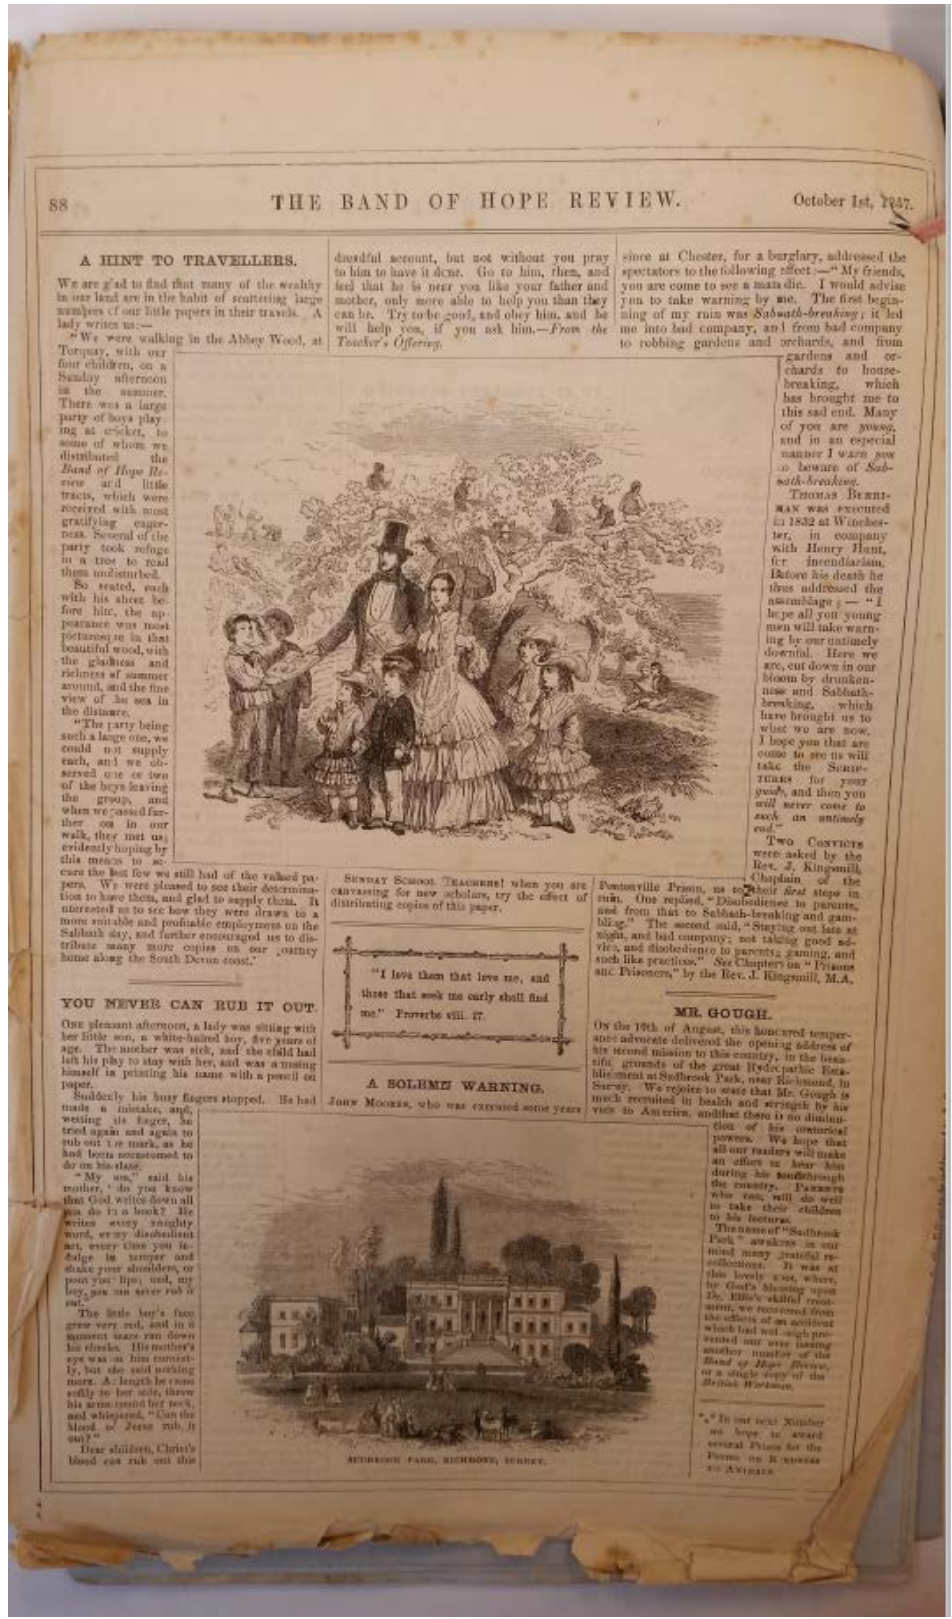 88
THE BAND OF HOPE REVIEW.
October 1st, 1847.
A HINT TO TRAVELLERS.
WE are glad to find that many of the wealthy
in our land are in the habit of scattering large
numbers of our little papers in their travels. A
lady writes us:—
"We were walking in the Abbey Wood, at
Torquay, with our
four children, on a
Sunday afternoon
in the summer.
There was a large
party of boys play-
ing at cricket, to
some of whom we
distributed the
Band of Hope Re-
view and little
tracts, which were
received with most
gratifying eager-
ness. Several of the
party took refuge
in a tree to read
them undisturbed.
So seated, each
with his sheet be-
fore him, the ap-
pearance was most
picturesque in that
beautiful wood, with
the gladness and
richness of summer
around, and the fine
view of the sea in
the distance.
"The party being
such a large one, we
could not supply
each, and we ob-
served one or two
of the boys leaving
the group, and
when we passed fur-
ther on in our
walk, they met us;
evidently hoping by
this means to se-
cure the last few we still had of the valued pa-
pers. We were pleased to see their determina-
tion to have them, and glad to supply them. It
interested us to see how they were drawn to a
more suitable and profitable employment on the
Sabbath day, and further encouraged us to dis-
tribute many more copies on our journey
home along the South Devon coast."
YOU NEVER CAN RUB IT OUT.
ONE pleasant afternoon, a lady was sitting with
her little son, a white-haired boy, five years of
age. The mother was sick, and the child had
left his play to stay with her, and was amusing
himself in printing his name with a pencil on
paper.
Suddenly his busy fingers stopped. He had
made a mistake, and,
wetting his finger, he
tried again and again to
rub out the mark, as he
had been accustomed to
do on his slate.
"My son," said his
mother, "do you know
that God writes down all
you do in a book? He
writes every naughty
word, every disobedient
act, every time you in-
dulge in temper and
shake your shoulders, or
pout your lips; and, my
boy, you can never rub it
out."
The little boy's face
grew very red, and in a
moment tears ran down
his cheeks. His mother's
eye was on him earnest-
ly, but she said nothing
more. At length he came
softly to her side, threw
his arms round her neck,
and whispered, "Can the
blood of Jesus rub it
out?"
Dear children, Christ's
blood can rub out the
dreadful account, but not without you pray
to him to have it done. Go to him, then, and
feel that he is near you like your father and
mother, only more able to help you than they
can be. Try to be good, and obey him, and he
will help you, if you ask him.—From the
Teacher's Offering.
SUNDAY SCHOOL TEACHERS! when you are
canvassing for new scholars, try the effect of
distributing copies of this paper.
"I love them that love me, and
those that seek me early shall find
me." Proverbs viii. 17.
A SOLEMN WARNING.
JOHN MOORES, who was executed some years
since at Chester, for a burglary, addressed the
spectators to the following effect:—"My friends,
you are come to see a man die. I would advise
you to take warning by me. The first begin-
ning of my ruin was Sabbath-breaking; it led
me into bad company, and from bad company
to robbing gardens and orchards, and from
gardens and or-
chards to house-
breaking, which
has brought me to
this sad end. Many
of you are young,
and in an especial
manner I warn you
to beware of Sab-
bath-breaking.
THOMAS BERRI-
MAN was executed
in 1832 at Winches-
ter, in company
with Henry Hunt,
for incendiarism.
Before his death he
thus addressed the
assemblage:—"I
hope all you young
men will take warn-
ing by our untimely
downfal. Here we
are, cut down in our
bloom by drunken-
ness and Sabbath-
breaking, which
have brought us to
what we are now.
I hope you that are
come to see us will
take the SCRIP-
TURES for your
guide, and then you
will never come to
such an untimely
end."
TWO CONVICTS
were asked by the
Rev. J. Kingsmill,
Chaplain of the
Pentonville Prison, as to their first steps in
ruin. One replied, "Disobedience to parents,
and from that to Sabbath-breaking and gam-
bling." The second said, "Staying out late at
night, and bad company; not taking good ad-
vice, and disobedience to parents; gaming, and
such like practices." See Chapters on "Prisons
and Prisoners," by the Rev. J. Kingsmill, M.A.
MR. GOUGH.
ON the 10th of August, this honoured temper-
ance advocate delivered the opening address of
his second mission to this country, in the beau-
tiful grounds of the great Hydropathic Esta-
blishment at Sudbrook Park, near Richmond, in
Surrey. We rejoice to state that Mr. Gough is
much recruited in health and strength by his
visit to America, and that there is no diminu-
tion of his oratorical
powers. We hope that
all our readers will make
an effort to hear him
during his tour through
the country. PARENTS
who can, will do well
to take their children
to his lectures.
The name of "Sudbrook
Park" awakens in our
mind many grateful re-
collections. It was at
this lovely spot, where,
by God's blessing upon
Dr. Ellis's skilful treat-
ment, we recovered from
the effects of an accident
which had well nigh pre-
vented our ever issuing
another number of the
Band of Hope Review,
or a single copy of the
British Workman.
*⁎* In our next Number
we hope to award
several Prizes for the
Poems on KINDNESS
TO ANIMALS.
SUDBROOK PARK, RICHMOND, SURREY.